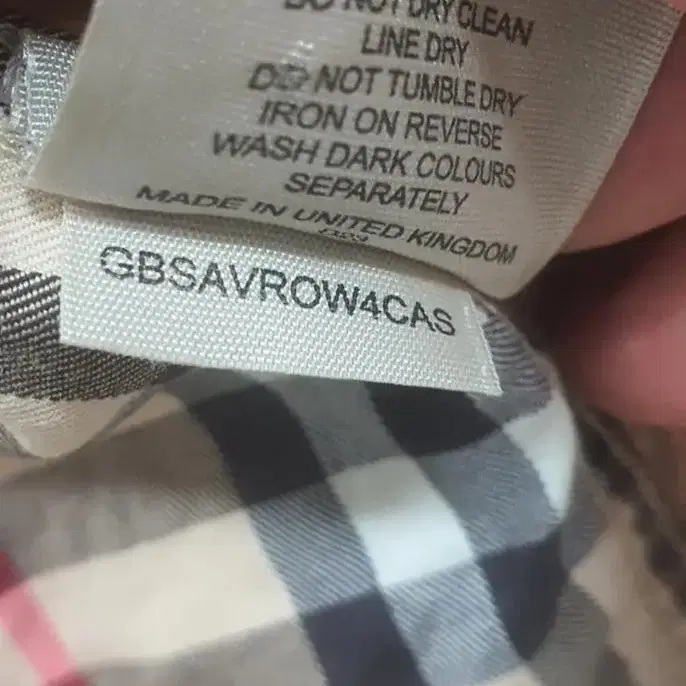 DO NOT DRY CLEAN
LINE DRY
DO NOT TUMBLE DRY
IRON ON REVERSE
WASH DARK COLOURS
SEPARATELY
MADE IN UNITED KINGDOM
GBSAVROW4CAS